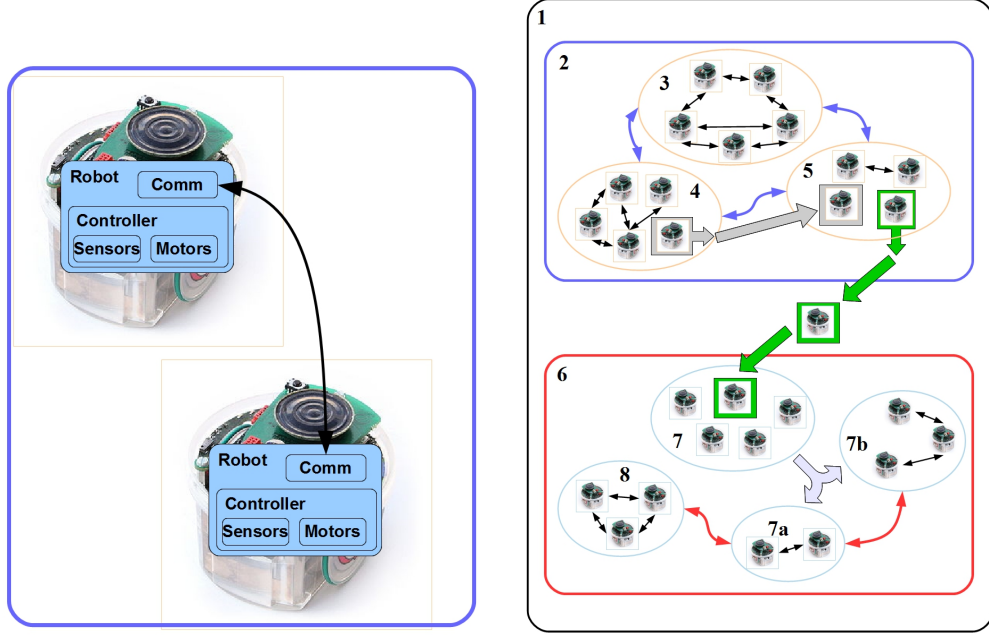 Robot
Comm
Controller
Sensors Motors
Robot
Comm
Controller
Sensors Motors
1
2
3
4
5
6
7
7b
8
7a